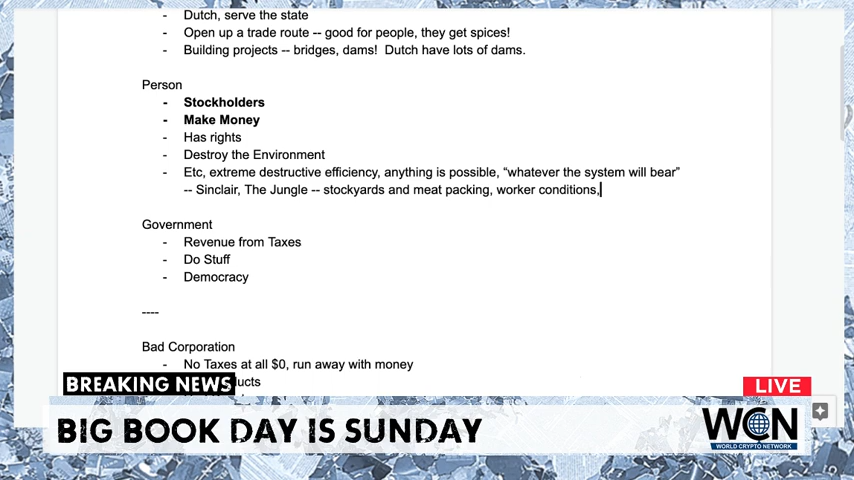 - Dutch, serve the state
- Open up a trade route -- good for people, they get spices!
- Building projects -- bridges, dams! Dutch have lots of dams.
Person
- Stockholders
- Make Money
- Has rights
- Destroy the Environment
- Etc, extreme destructive efficiency, anything is possible, “whatever the system will bear”
-- Sinclair, The Jungle -- stockyards and meat packing, worker conditions,
Government
- Revenue from Taxes
- Do Stuff
- Democracy
----
Bad Corporation
- No Taxes at all $0, run away with money
BREAKING NEWS
LIVE
BIG BOOK DAY IS SUNDAY
WCN
WORLD CRYPTO NETWORK